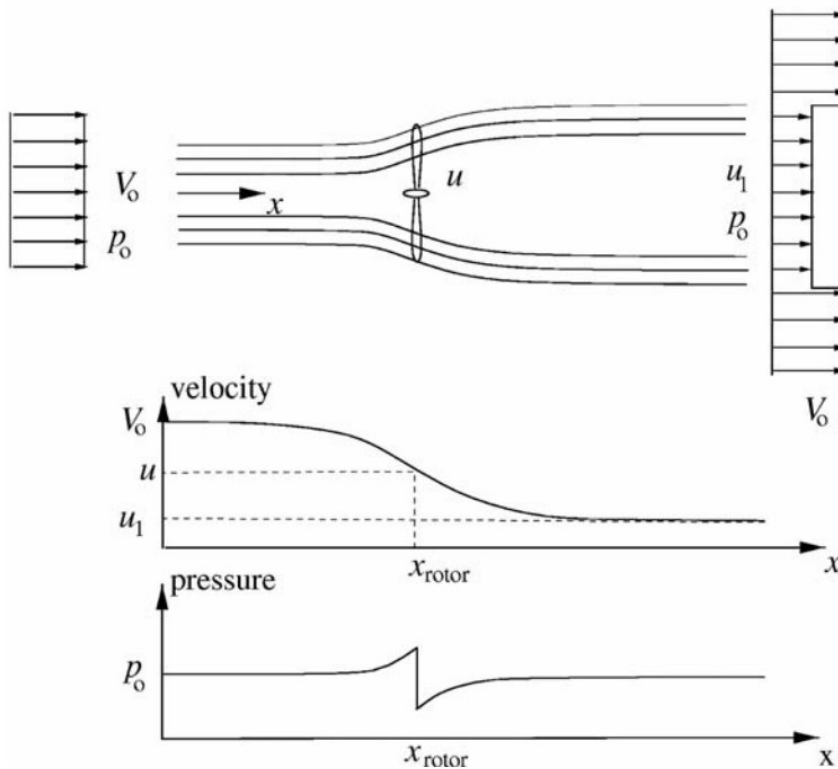 V₀
x
u
u₁
p₀
p₀
V₀
velocity
V₀
u
u₁
x_rotor
x
pressure
p₀
x_rotor
x